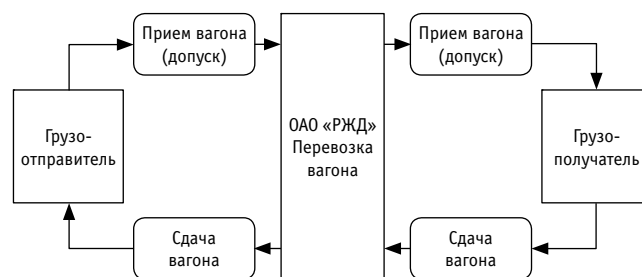 Прием вагона
(допуск)
Прием вагона
(допуск)
Грузо-
отправитель
ОАО «РЖД»
Перевозка
вагона
Грузо-
получатель
Сдача
вагона
Сдача
вагона